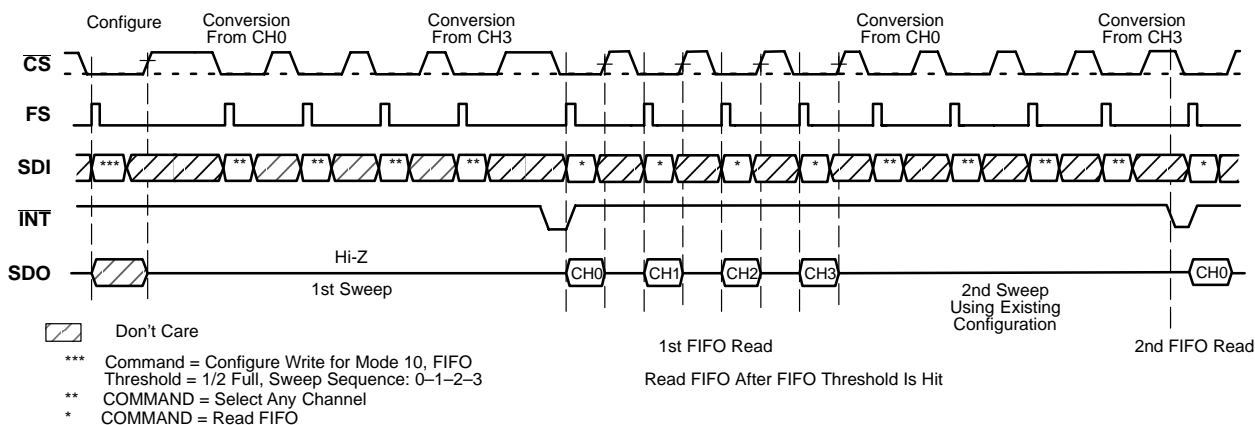 Configure
Conversion
From CH0
Conversion
From CH3
Conversion
From CH0
Conversion
From CH3
CS
FS
SDI
*** ** ** ** ** * * * * ** ** ** ** *
INT
SDO
Hi-Z
1st Sweep
CH0 CH1 CH2 CH3 CH0
2nd Sweep
Using Existing
Configuration
Don't Care
1st FIFO Read
2nd FIFO Read
*** Command = Configure Write for Mode 10, FIFO
Threshold = 1/2 Full, Sweep Sequence: 0–1–2–3
Read FIFO After FIFO Threshold Is Hit
** COMMAND = Select Any Channel
* COMMAND = Read FIFO